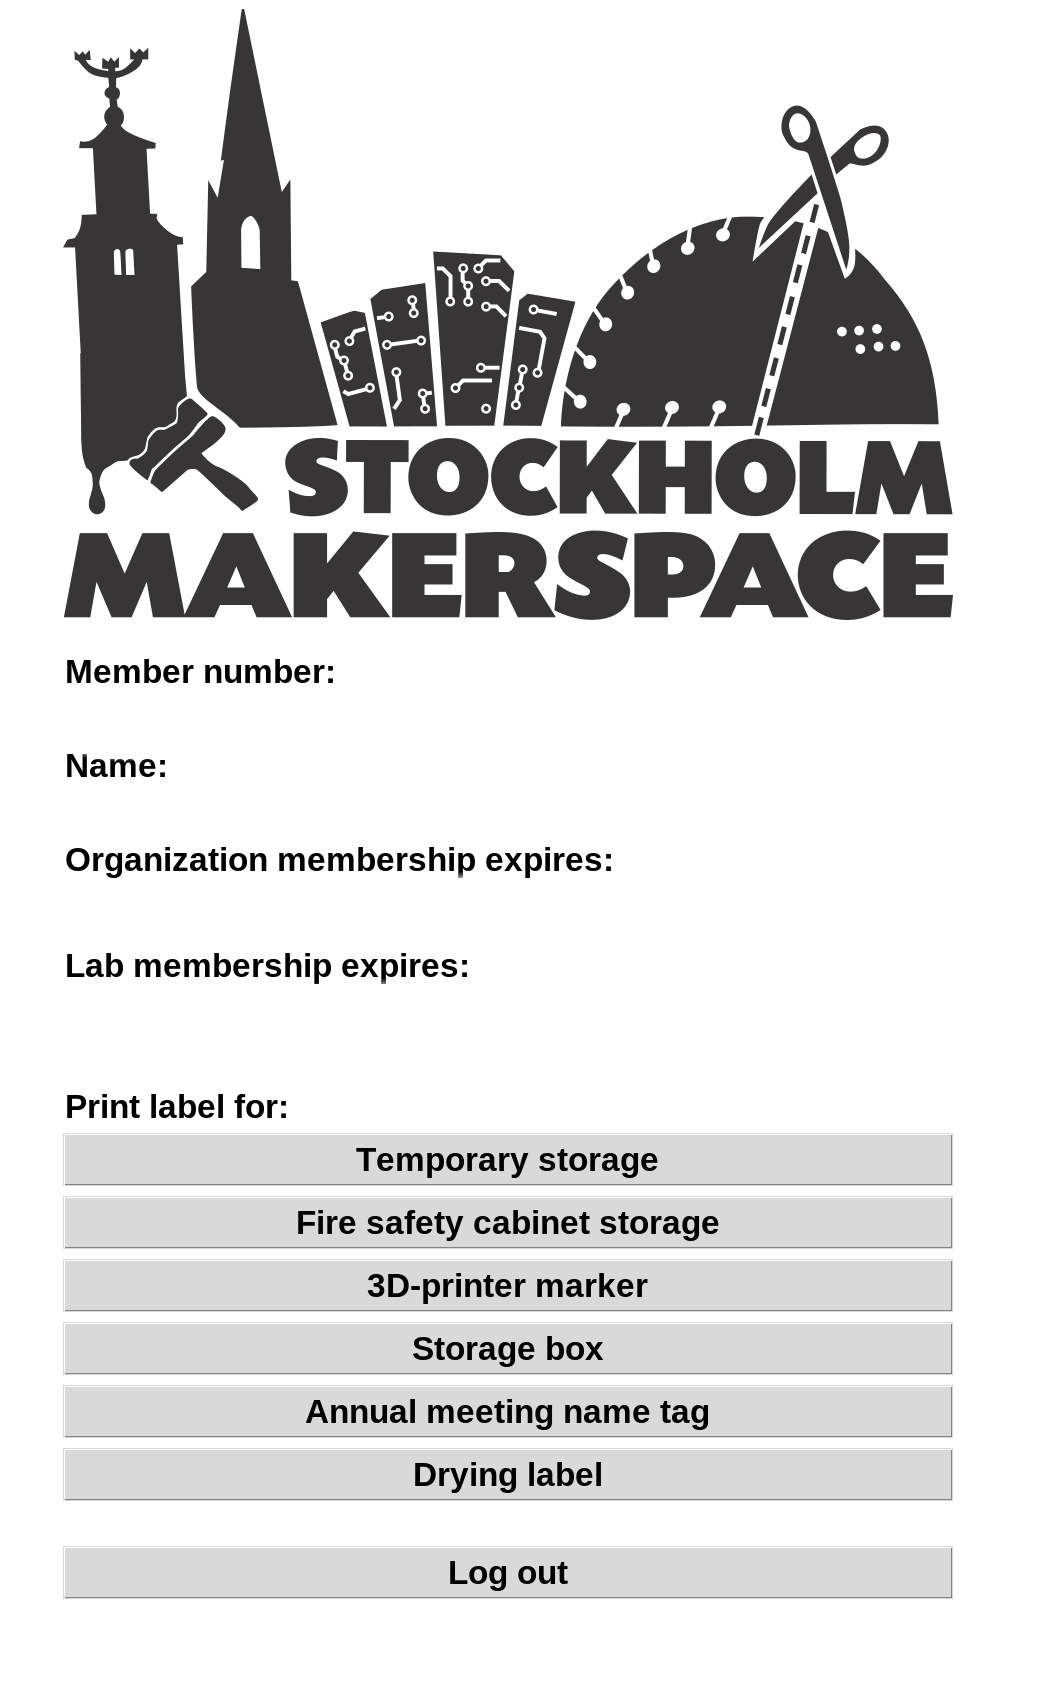 STOCKHOLM
MAKERSPACE
Member number:
Name:
Organization membership expires:
Lab membership expires:
Print label for:
Temporary storage
Fire safety cabinet storage
3D-printer marker
Storage box
Annual meeting name tag
Drying label
Log out